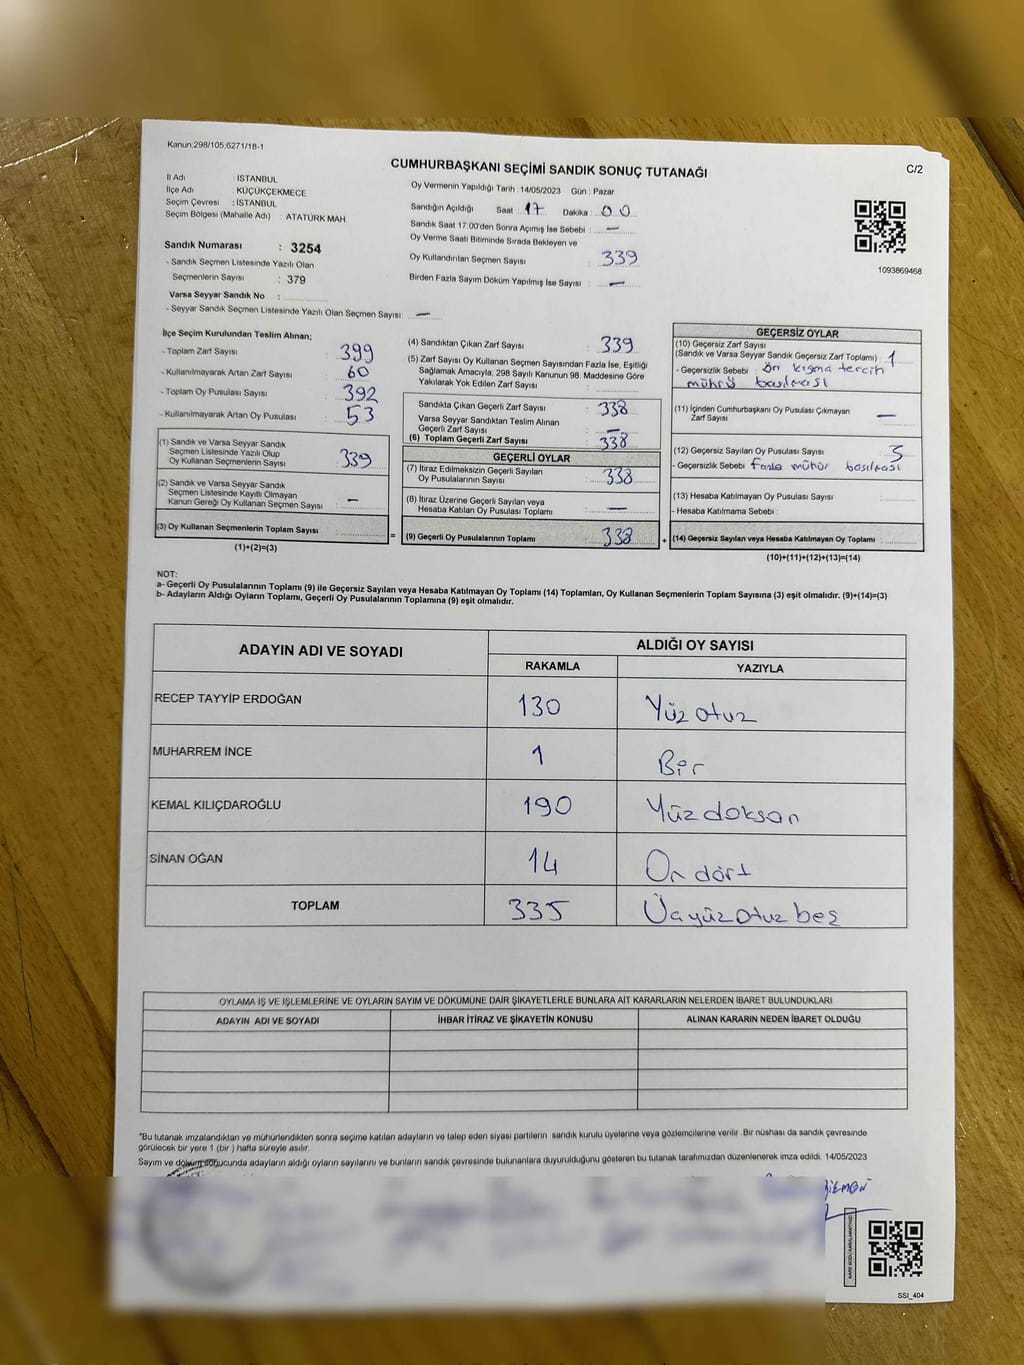 Kanun:298/105,6271/18-1
CUMHURBAŞKANI SEÇİMİ SANDIK SONUÇ TUTANAĞI
C/2
İl Adı : İSTANBUL
İlçe Adı : KÜÇÜKÇEKMECE
Seçim Çevresi : İSTANBUL
Seçim Bölgesi (Mahalle Adı) : ATATÜRK MAH.
Sandık Numarası : 3254
- Sandık Seçmen Listesinde Yazılı Olan
Seçmenlerin Sayısı : 379
Varsa Seyyar Sandık No :
- Seyyar Sandık Seçmen Listesinde Yazılı Olan Seçmen Sayısı: —
Oy Vermenin Yapıldığı Tarih : 14/05/2023 Gün : Pazar
Sandığın Açıldığı Saat : 17 Dakika : 00
Sandık Saat 17:00'den Sonra Açımış İse Sebebi : —
Oy Verme Saati Bitiminde Sırada Bekleyen ve
Oy Kullandırılan Seçmen Sayısı : 339
Birden Fazla Sayım Döküm Yapılmış İse Sayısı : —
1093869468
İlçe Seçim Kurulundan Teslim Alınan;
- Toplam Zarf Sayısı : 399
- Kullanılmayarak Artan Zarf Sayısı : 60
- Toplam Oy Pusulası Sayısı : 392
- Kullanılmayarak Artan Oy Pusulası : 53
(1) Sandık ve Varsa Seyyar Sandık
Seçmen Listesinde Yazılı Olup
Oy Kullanan Seçmenlerin Sayısı : 339
(2) Sandık ve Varsa Seyyar Sandık
Seçmen Listesinde Kayıtlı Olmayan
Kanun Gereği Oy Kullanan Seçmen Sayısı : —
(3) Oy Kullanan Seçmenlerin Toplam Sayısı :
(1)+(2)=(3)
=
(4) Sandıktan Çıkan Zarf Sayısı : 339
(5) Zarf Sayısı Oy Kullanan Seçmen Sayısından Fazla İse, Eşitliği
Sağlamak Amacıyla, 298 Sayılı Kanunun 98. Maddesine Göre
Yakılarak Yok Edilen Zarf Sayısı :
Sandıkta Çıkan Geçerli Zarf Sayısı : 338
Varsa Seyyar Sandıktan Teslim Alınan
Geçerli Zarf Sayısı : —
(6) Toplam Geçerli Zarf Sayısı : 338
GEÇERLİ OYLAR
(7) İtiraz Edilmeksizin Geçerli Sayılan
Oy Pusulalarının Sayısı : 338
(8) İtiraz Üzerine Geçerli Sayılan veya
Hesaba Katılan Oy Pusulası Toplamı : —
(9) Geçerli Oy Pusulalarının Toplamı : 338
+
GEÇERSİZ OYLAR
(10) Geçersiz Zarf Sayısı
(Sandık ve Varsa Seyyar Sandık Geçersiz Zarf Toplamı) : 1
- Geçersizlik Sebebi : Ön kısma tercih
mührü basılması
(11) İçinden Cumhurbaşkanı Oy Pusulası Çıkmayan
Zarf Sayısı : —
(12) Geçersiz Sayılan Oy Pusulası Sayısı : 3
- Geçersizlik Sebebi : Fazla mühür basılması
(13) Hesaba Katılmayan Oy Pusulası Sayısı :
- Hesaba Katılmama Sebebi :
(14) Geçersiz Sayılan veya Hesaba Katılmayan Oy Toplamı :
(10)+(11)+(12)+(13)=(14)
NOT:
a- Geçerli Oy Pusulalarının Toplamı (9) ile Geçersiz Sayılan veya Hesaba Katılmayan Oy Toplamı (14) Toplamları, Oy Kullanan Seçmenlerin Toplam Sayısına (3) eşit olmalıdır. (9)+(14)=(3)
b- Adayların Aldığı Oyların Toplamı, Geçerli Oy Pusulalarının Toplamına (9) eşit olmalıdır.
ADAYIN ADI VE SOYADI
ALDIĞI OY SAYISI
RAKAMLA YAZIYLA
RECEP TAYYİP ERDOĞAN 130 Yüz otuz
MUHARREM İNCE 1 Bir
KEMAL KILIÇDAROĞLU 190 Yüz doksan
SİNAN OĞAN 14 On dört
TOPLAM 335 Üçyüz otuz beş
OYLAMA İŞ VE İŞLEMLERİNE VE OYLARIN SAYIM VE DÖKÜMÜNE DAİR ŞİKAYETLERLE BUNLARA AİT KARARLARIN NELERDEN İBARET BULUNDUKLARI
ADAYIN ADI VE SOYADI İHBAR İTİRAZ VE ŞİKAYETİN KONUSU ALINAN KARARIN NEDEN İBARET OLDUĞU
*Bu tutanak imzalandıktan ve mühürlendikten sonra seçime katılan adayların ve talep eden siyasi partilerin sandık kurulu üyelerine veya gözlemcilerine verilir .Bir nüshası da sandık çevresinde
görülecek bir yere 1 (bir ) hafta süreyle asılır.
Sayım ve döküm sonucunda adayların aldığı oyların sayılarını ve bunların sandık çevresinde bulunanlara duyurulduğunu gösteren bu tutanak tarafımızdan düzenlenerek imza edildi. 14/05/2023
KARE KODU KARALAMAYINIZ!
SSI_404